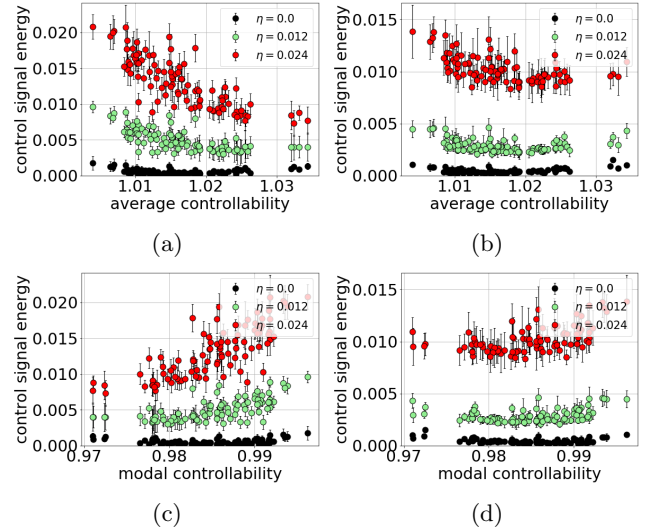 control signal energy
0.020
0.015
0.010
0.005
0.000
η = 0.0
η = 0.012
η = 0.024
1.01
1.02
1.03
average controllability
(a)
control signal energy
0.015
0.010
0.005
0.000
η = 0.0
η = 0.012
η = 0.024
1.01
1.02
1.03
average controllability
(b)
control signal energy
0.020
0.015
0.010
0.005
0.000
η = 0.0
η = 0.012
η = 0.024
0.97
0.98
0.99
modal controllability
(c)
control signal energy
0.015
0.010
0.005
0.000
η = 0.0
η = 0.012
η = 0.024
0.97
0.98
0.99
modal controllability
(d)